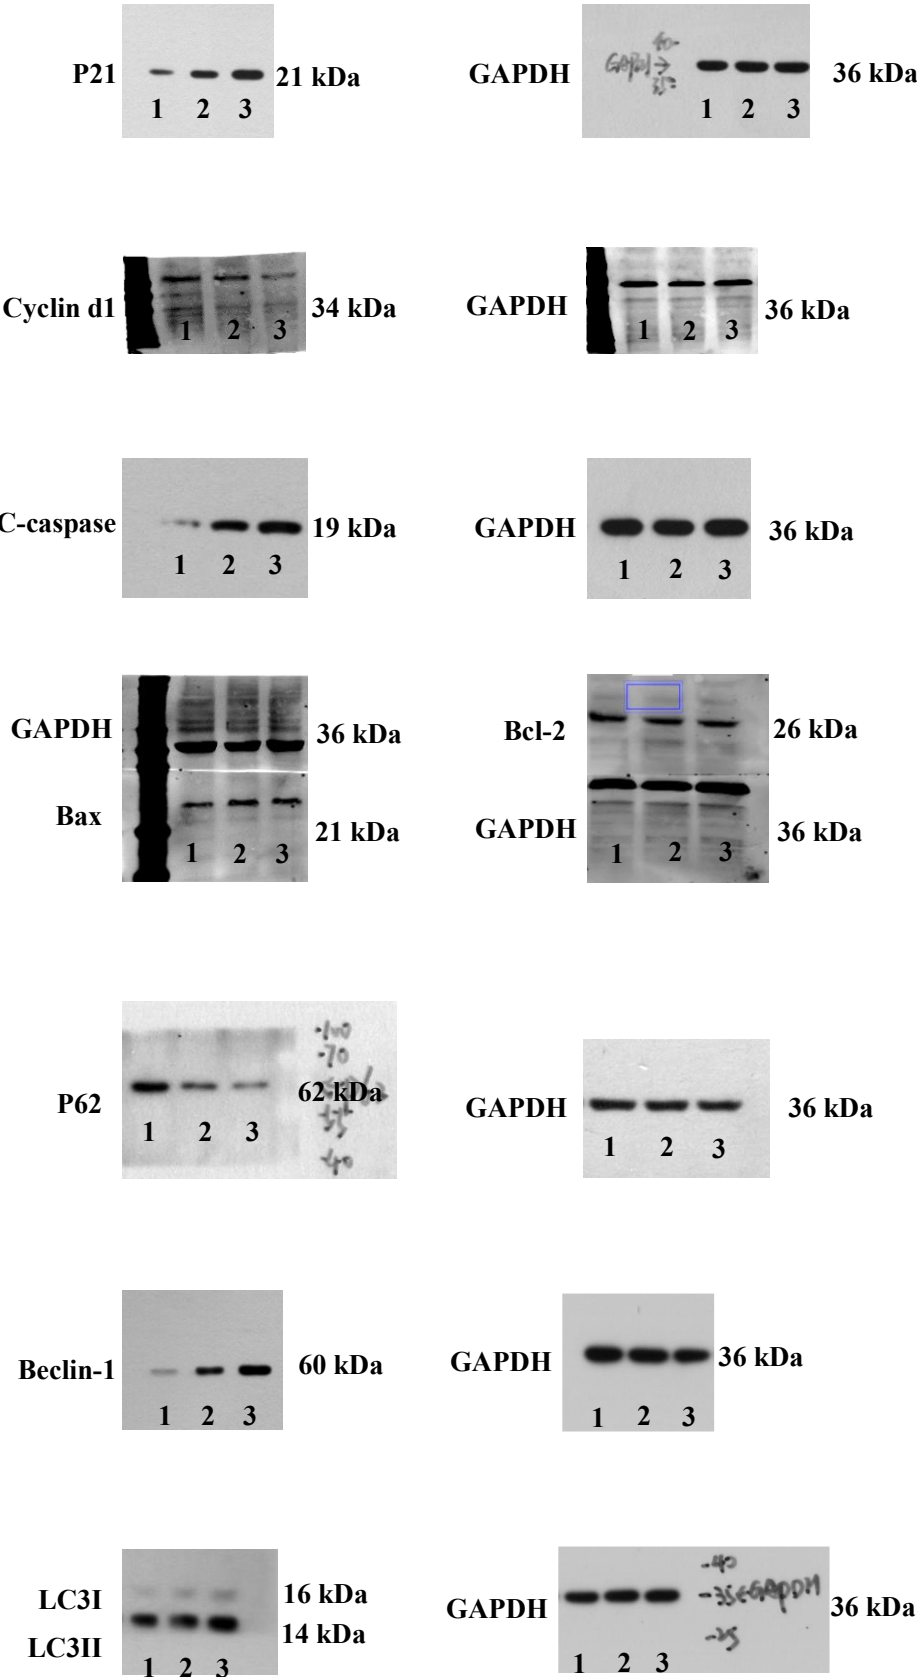 P21
21 kDa
1 2 3
GAPDH
GAPDH →
40-
35-
36 kDa
1 2 3
Cyclin d1
34 kDa
1 2 3
GAPDH
36 kDa
1 2 3
C-caspase
19 kDa
1 2 3
GAPDH
36 kDa
1 2 3
GAPDH
36 kDa
Bax
21 kDa
1 2 3
Bcl-2
26 kDa
GAPDH
36 kDa
1 2 3
P62
62 kDa
1 2 3
-100
-70
-55
-40
GAPDH
36 kDa
1 2 3
Beclin-1
60 kDa
1 2 3
GAPDH
36 kDa
1 2 3
LC3I
16 kDa
LC3II
14 kDa
1 2 3
GAPDH
-40
-35←GAPDH
-25
36 kDa
1 2 3